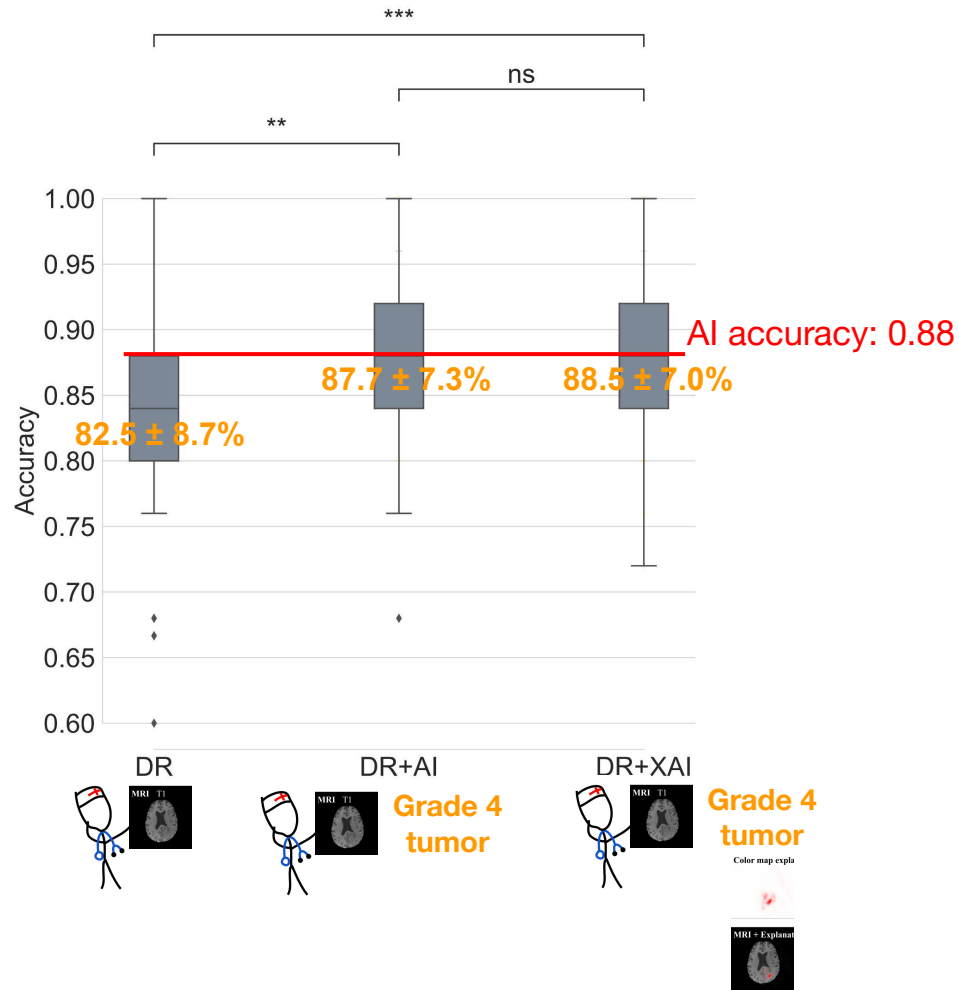 ***
ns
**
1.00
0.95
0.90
AI accuracy: 0.88
87.7 ± 7.3%
88.5 ± 7.0%
0.85
82.5 ± 8.7%
0.80
0.75
0.70
0.65
0.60
Accuracy
DR
DR+AI
DR+XAI
MRI T1
MRI T1
Grade 4
tumor
MRI T1
Grade 4
tumor
Color map expla
MRI + Explanat